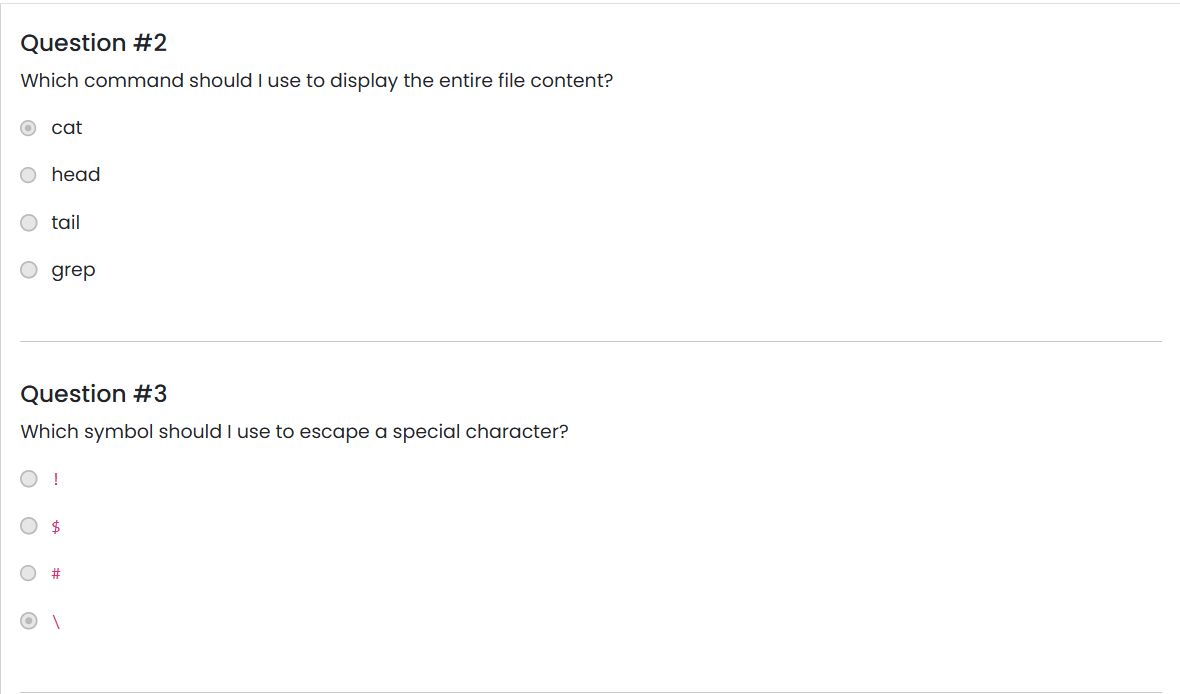 Question #2
Which command should I use to display the entire file content?
cat
head
tail
grep
Question #3
Which symbol should I use to escape a special character?
!
$
#
\